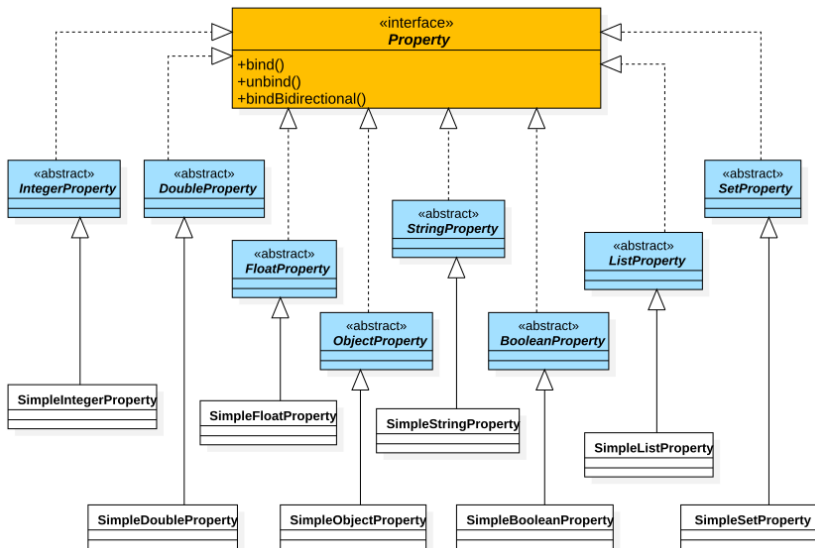 «interface»
Property
+bind()
+unbind()
+bindBidirectional()
«abstract»
IntegerProperty
«abstract»
DoubleProperty
«abstract»
SetProperty
«abstract»
StringProperty
«abstract»
FloatProperty
«abstract»
ListProperty
«abstract»
ObjectProperty
«abstract»
BooleanProperty
SimpleIntegerProperty
SimpleFloatProperty
SimpleStringProperty
SimpleListProperty
SimpleDoubleProperty
SimpleObjectProperty
SimpleBooleanProperty
SimpleSetProperty